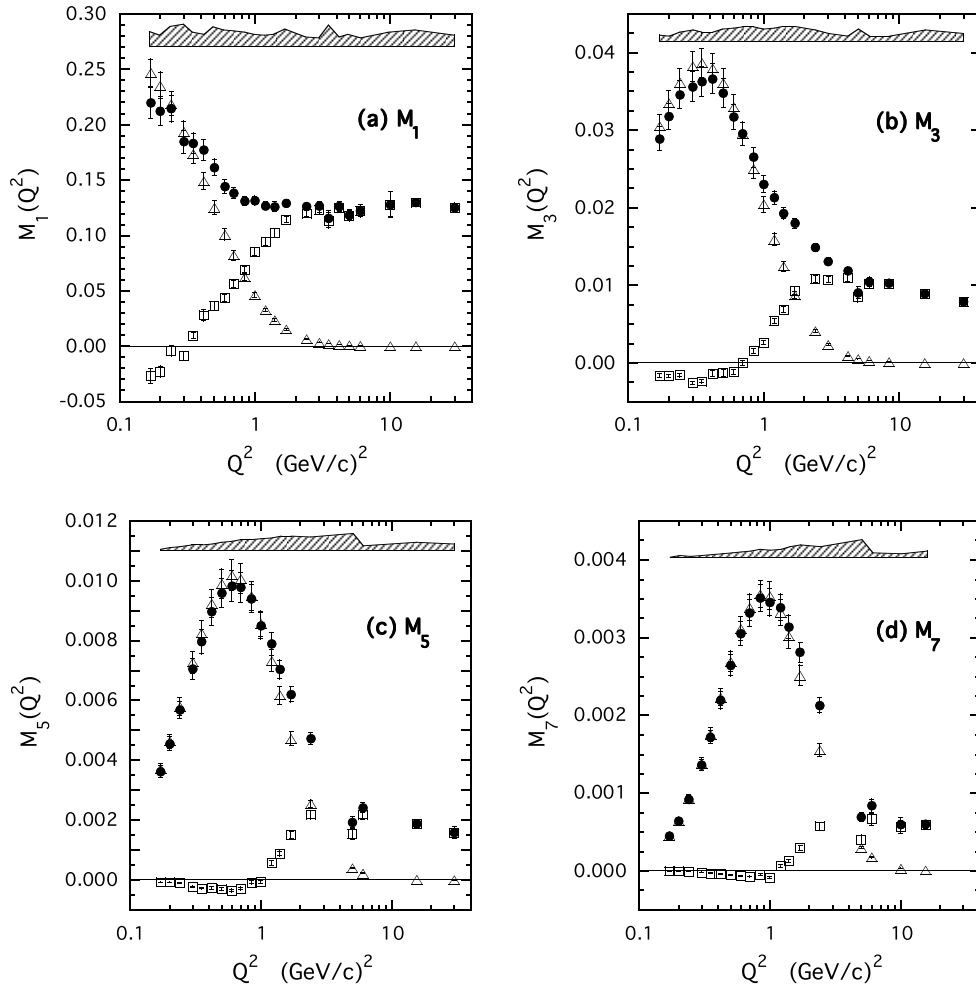 0.30
0.25
0.20
0.15
0.10
0.05
0.00
-0.05
M₁(Q²)
(a) M₁
0.1 1 10
Q² (GeV/c)²
0.04
0.03
0.02
0.01
0.00
M₃(Q²)
(b) M₃
0.1 1 10
Q² (GeV/c)²
0.012
0.010
0.008
0.006
0.004
0.002
0.000
M₅(Q²)
(c) M₅
0.1 1 10
Q² (GeV/c)²
0.004
0.003
0.002
0.001
0.000
M₇(Q²)
(d) M₇
0.1 1 10
Q² (GeV/c)²